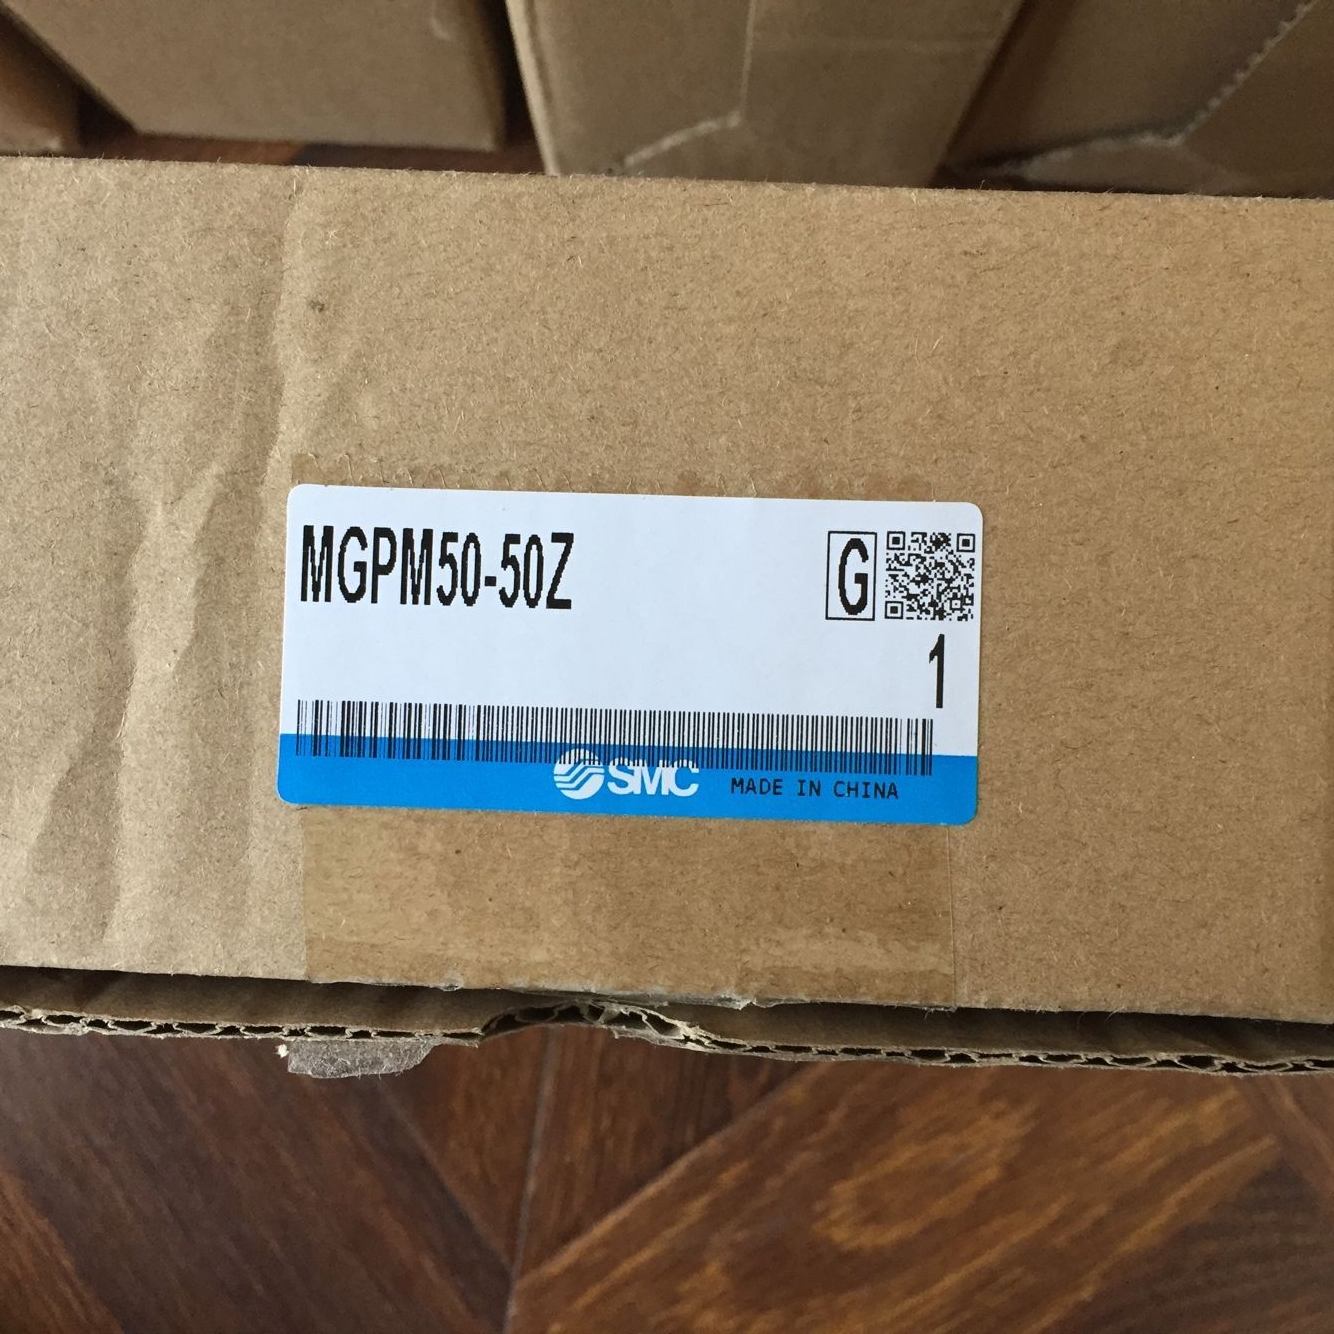 MGPM50-50Z
G
1
SMC MADE IN CHINA